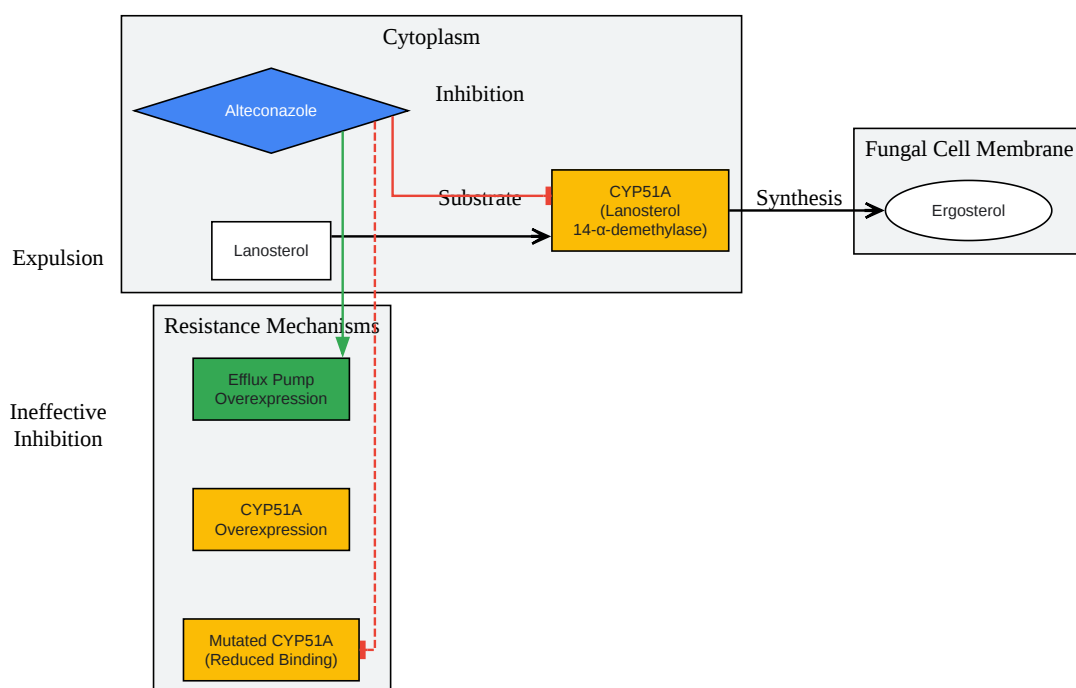 Cytoplasm
Alteconazole
Inhibition
Fungal Cell Membrane
Substrate
CYP51A
(Lanosterol
14-α-demethylase)
Synthesis
Ergosterol
Lanosterol
Expulsion
Resistance Mechanisms
Efflux Pump
Overexpression
Ineffective
Inhibition
CYP51A
Overexpression
Mutated CYP51A
(Reduced Binding)